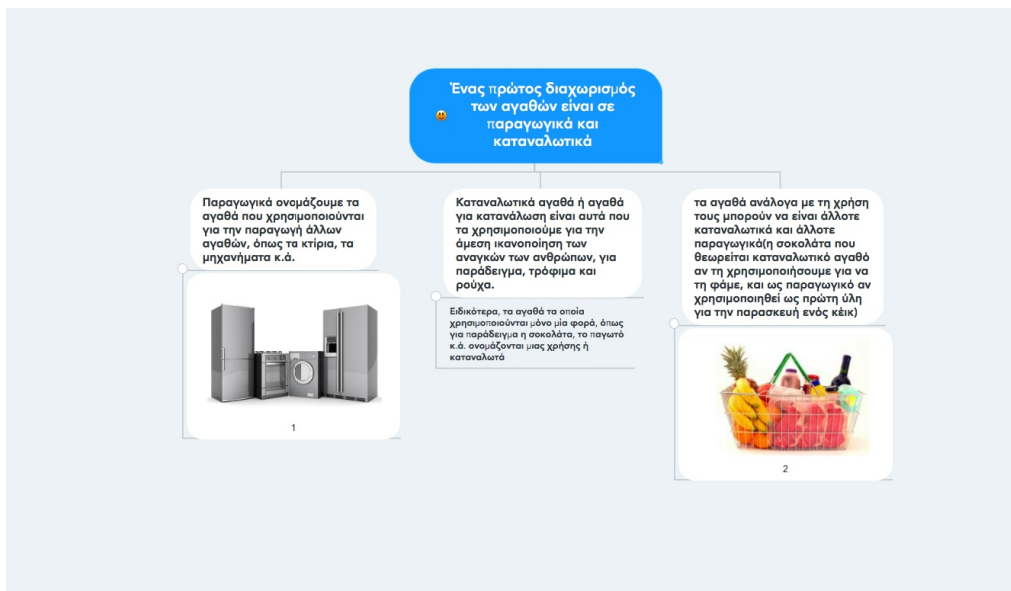 Ένας πρώτος διαχωρισμός
των αγαθών είναι σε
παραγωγικά και
καταναλωτικά
Παραγωγικά ονομάζουμε τα
αγαθά που χρησιμοποιούνται
για την παραγωγή άλλων
αγαθών, όπως τα κτίρια, τα
μηχανήματα κ.ά.
1
Καταναλωτικά αγαθά ή αγαθά
για κατανάλωση είναι αυτά που
τα χρησιμοποιούμε για την
άμεση ικανοποίηση των
αναγκών των ανθρώπων, για
παράδειγμα, τρόφιμα και
ρούχα.
Ειδικότερα, τα αγαθά τα οποία
χρησιμοποιούνται μόνο μία φορά, όπως
για παράδειγμα η σοκολάτα, το παγωτό
κ.ά. ονομάζονται μιας χρήσης ή
καταναλωτά
τα αγαθά ανάλογα με τη χρήση
τους μπορούν να είναι άλλοτε
καταναλωτικά και άλλοτε
παραγωγικά(η σοκολάτα που
θεωρείται καταναλωτικό αγαθό
αν τη χρησιμοποιήσουμε για να
τη φάμε, και ως παραγωγικό αν
χρησιμοποιηθεί ως πρώτη ύλη
για την παρασκευή ενός κέικ)
2